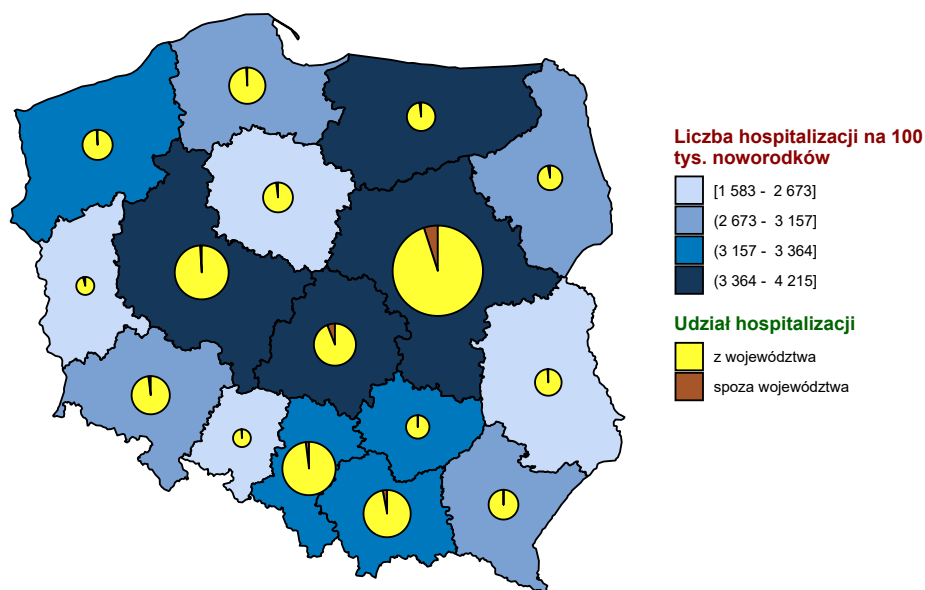 Liczba hospitalizacji na 100
tys. noworodków
[1 583 - 2 673]
(2 673 - 3 157]
(3 157 - 3 364]
(3 364 - 4 215]
Udział hospitalizacji
z województwa
spoza województwa